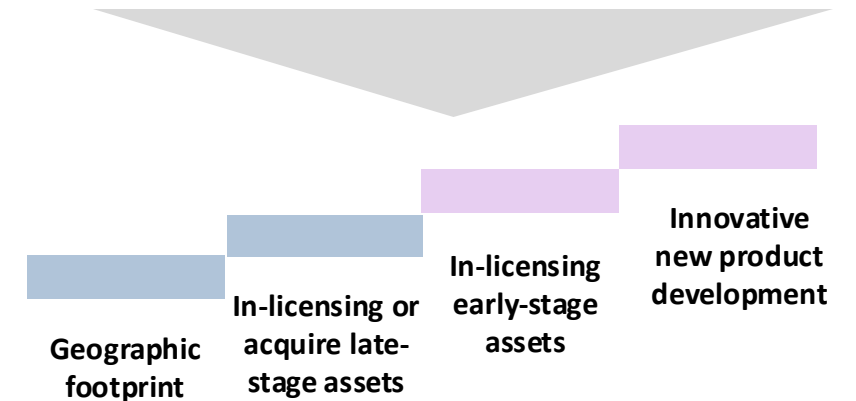 Geographic
footprint
In-licensing or
acquire late-
stage assets
In-licensing
early-stage
assets
Innovative
new product
development